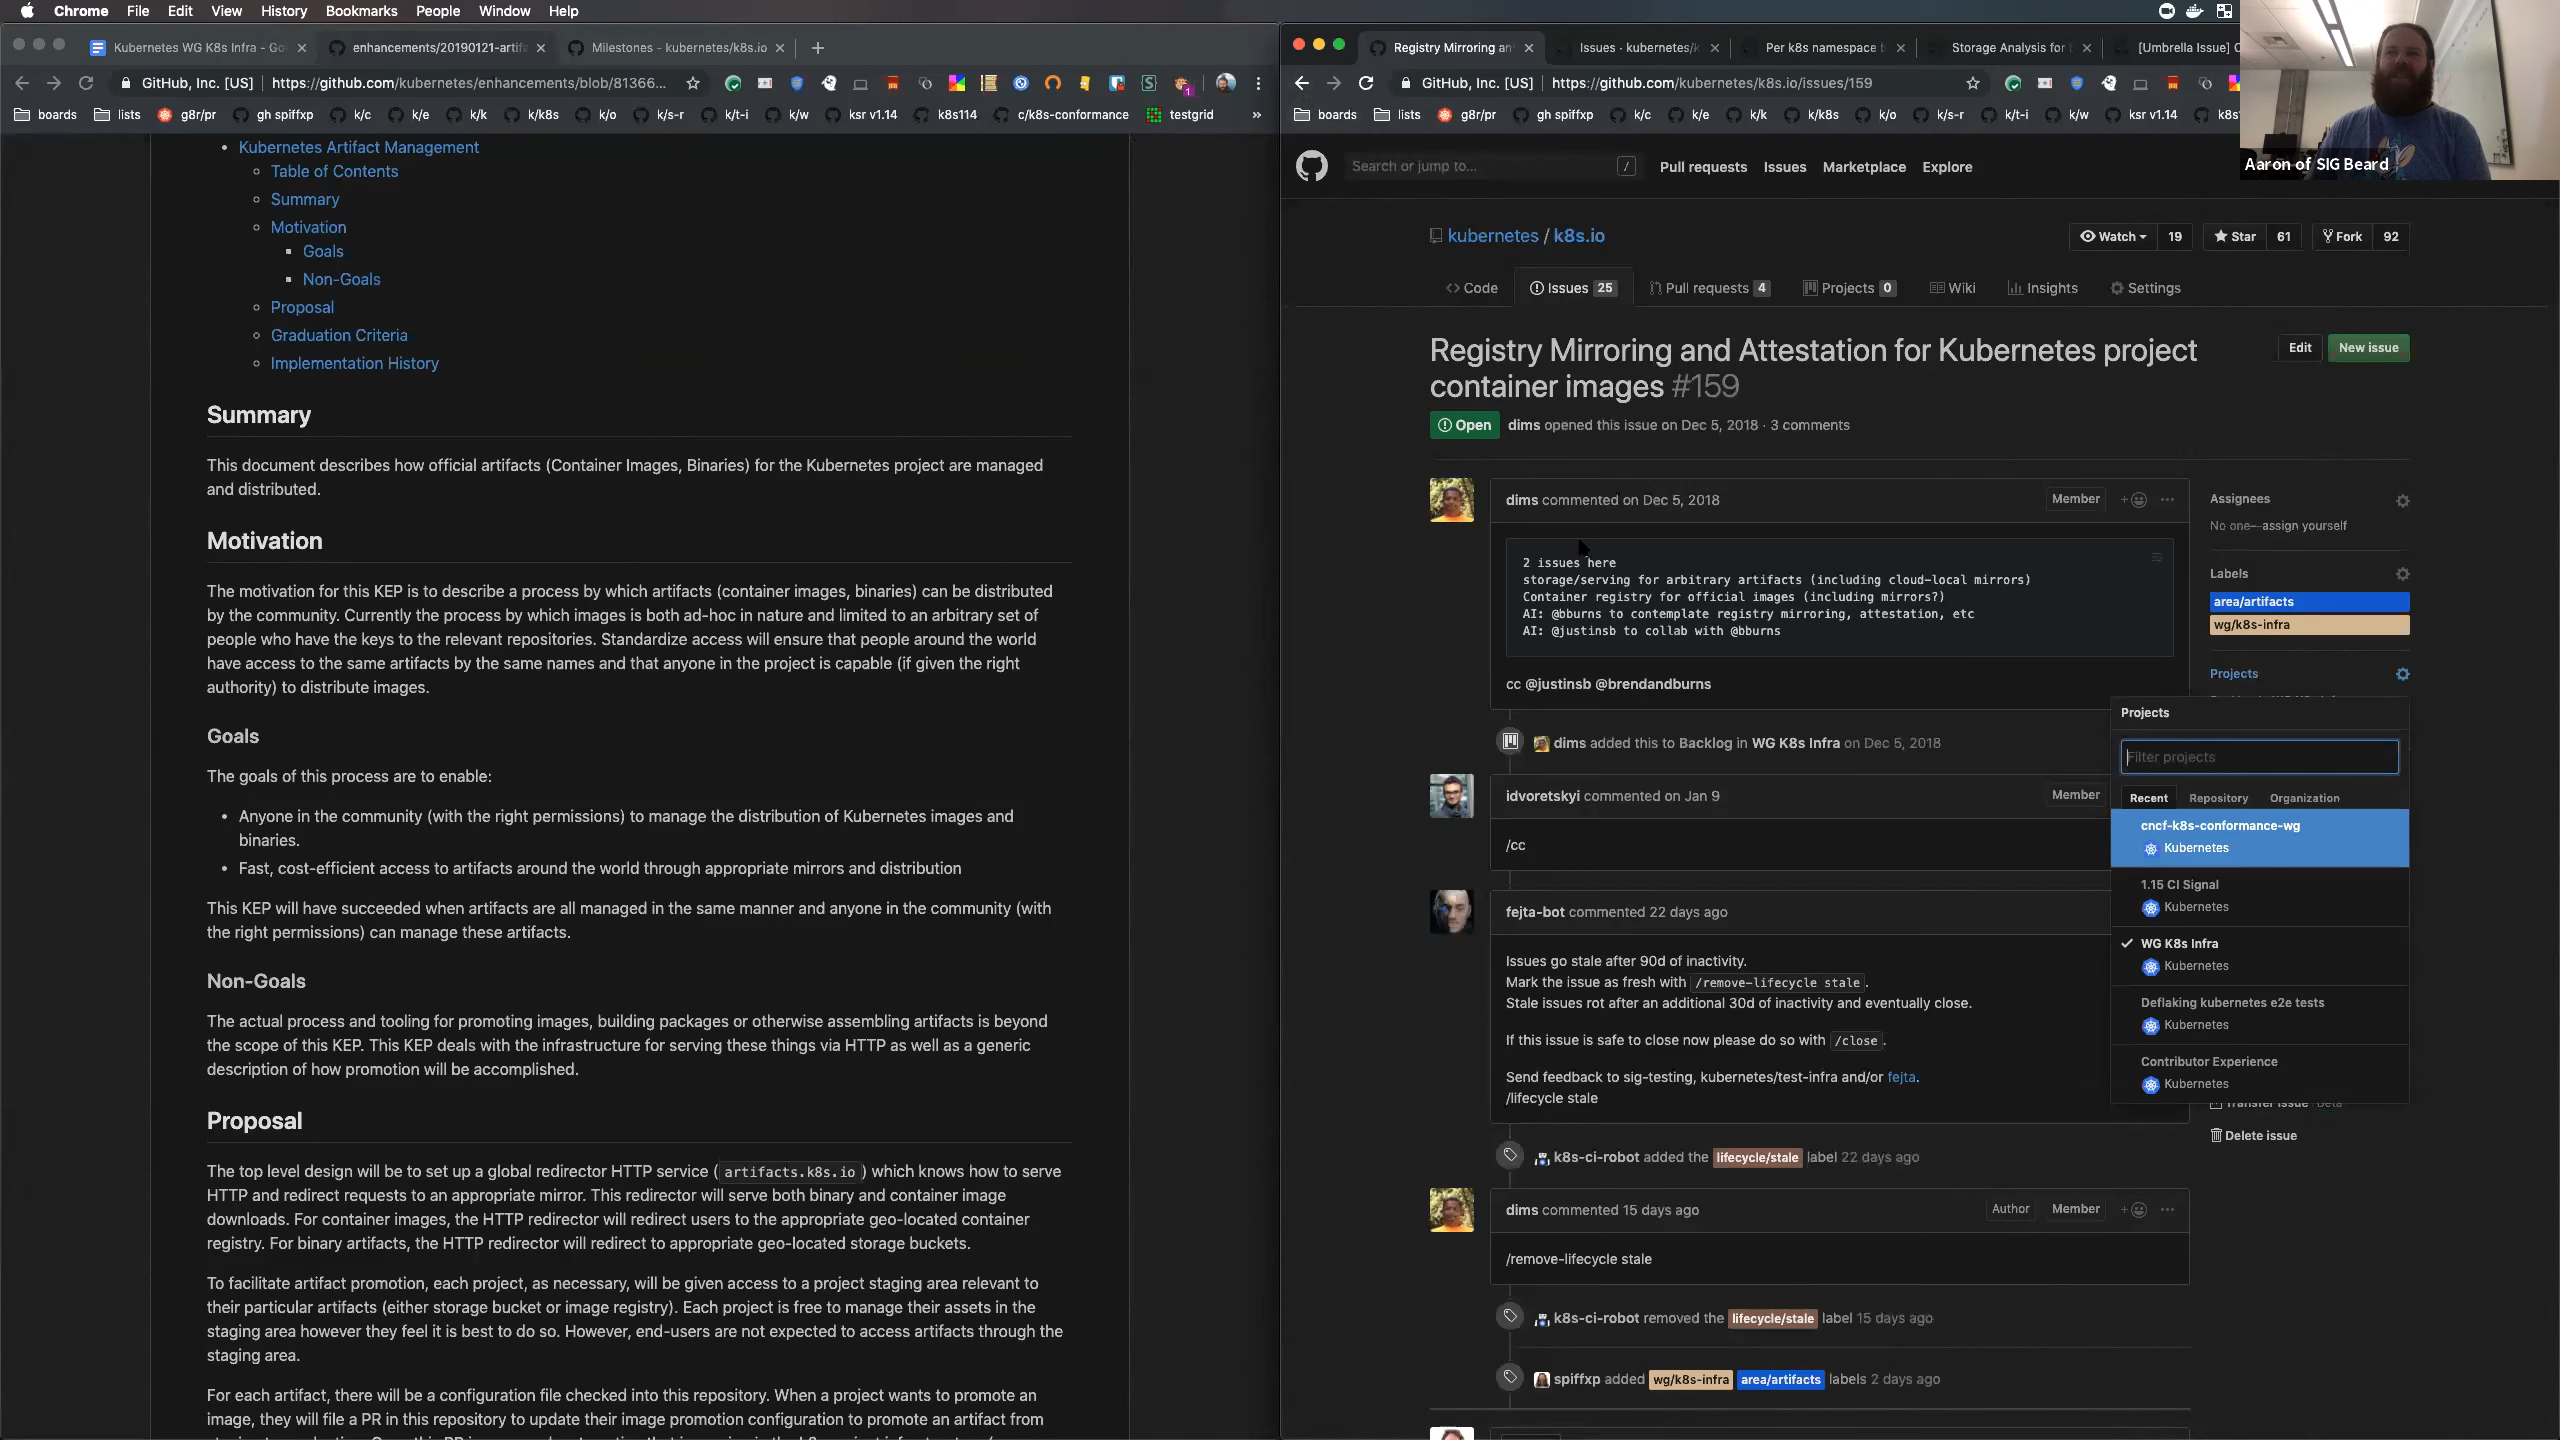 Chrome File Edit View History Bookmarks People Window Help
Kubernetes WG K8s Infra - Go
enhancements/20190121-artifa
Milestones - kubernetes/k8s.io
GitHub, Inc. [US] https://github.com/kubernetes/enhancements/blob/81366...
boards lists g8r/pr gh spiffxp k/c k/e k/k k/k8s k/o k/s-r k/t-i k/w ksr v1.14 k8s114 c/k8s-conformance testgrid »
Kubernetes Artifact Management
Table of Contents
Summary
Motivation
Goals
Non-Goals
Proposal
Graduation Criteria
Implementation History
Summary
This document describes how official artifacts (Container Images, Binaries) for the Kubernetes project are managed
and distributed.
Motivation
The motivation for this KEP is to describe a process by which artifacts (container images, binaries) can be distributed
by the community. Currently the process by which images is both ad-hoc in nature and limited to an arbitrary set of
people who have the keys to the relevant repositories. Standardize access will ensure that people around the world
have access to the same artifacts by the same names and that anyone in the project is capable (if given the right
authority) to distribute images.
Goals
The goals of this process are to enable:
Anyone in the community (with the right permissions) to manage the distribution of Kubernetes images and
binaries.
Fast, cost-efficient access to artifacts around the world through appropriate mirrors and distribution
This KEP will have succeeded when artifacts are all managed in the same manner and anyone in the community (with
the right permissions) can manage these artifacts.
Non-Goals
The actual process and tooling for promoting images, building packages or otherwise assembling artifacts is beyond
the scope of this KEP. This KEP deals with the infrastructure for serving these things via HTTP as well as a generic
description of how promotion will be accomplished.
Proposal
The top level design will be to set up a global redirector HTTP service ( artifacts.k8s.io ) which knows how to serve
HTTP and redirect requests to an appropriate mirror. This redirector will serve both binary and container image
downloads. For container images, the HTTP redirector will redirect users to the appropriate geo-located container
registry. For binary artifacts, the HTTP redirector will redirect to appropriate geo-located storage buckets.
To facilitate artifact promotion, each project, as necessary, will be given access to a project staging area relevant to
their particular artifacts (either storage bucket or image registry). Each project is free to manage their assets in the
staging area however they feel it is best to do so. However, end-users are not expected to access artifacts through the
staging area.
For each artifact, there will be a configuration file checked into this repository. When a project wants to promote an
image, they will file a PR in this repository to update their image promotion configuration to promote an artifact from
Registry Mirroring an
Issues · kubernetes/k
Per k8s namespace b
Storage Analysis for
[Umbrella Issue] C
GitHub, Inc. [US] https://github.com/kubernetes/k8s.io/issues/159
boards lists g8r/pr gh spiffxp k/c k/e k/k k/k8s k/o k/s-r k/t-i k/w ksr v1.14 k8s1
Aaron of SIG Beard
Search or jump to... / Pull requests Issues Marketplace Explore
kubernetes / k8s.io
Watch 19 Star 61 Fork 92
Code Issues 25 Pull requests 4 Projects 0 Wiki Insights Settings
Registry Mirroring and Attestation for Kubernetes project
container images #159
Edit New issue
Open dims opened this issue on Dec 5, 2018 · 3 comments
dims commented on Dec 5, 2018 Member
2 issues here
storage/serving for arbitrary artifacts (including cloud-local mirrors)
Container registry for official images (including mirrors?)
AI: @bburns to contemplate registry mirroring, attestation, etc
AI: @justinsb to collab with @bburns
cc @justinsb @brendandburns
dims added this to Backlog in WG K8s Infra on Dec 5, 2018
idvoretskyi commented on Jan 9 Member
/cc
fejta-bot commented 22 days ago
Issues go stale after 90d of inactivity.
Mark the issue as fresh with /remove-lifecycle stale .
Stale issues rot after an additional 30d of inactivity and eventually close.
If this issue is safe to close now please do so with /close .
Send feedback to sig-testing, kubernetes/test-infra and/or fejta.
/lifecycle stale
k8s-ci-robot added the lifecycle/stale label 22 days ago
dims commented 15 days ago Author Member
/remove-lifecycle stale
k8s-ci-robot removed the lifecycle/stale label 15 days ago
spiffxp added wg/k8s-infra area/artifacts labels 2 days ago
Assignees
No one—assign yourself
Labels
area/artifacts
wg/k8s-infra
Projects
Projects
Filter projects
Recent Repository Organization
cncf-k8s-conformance-wg
Kubernetes
1.15 CI Signal
Kubernetes
WG K8s Infra
Kubernetes
Deflaking kubernetes e2e tests
Kubernetes
Contributor Experience
Kubernetes
Transfer issue Beta
Delete issue